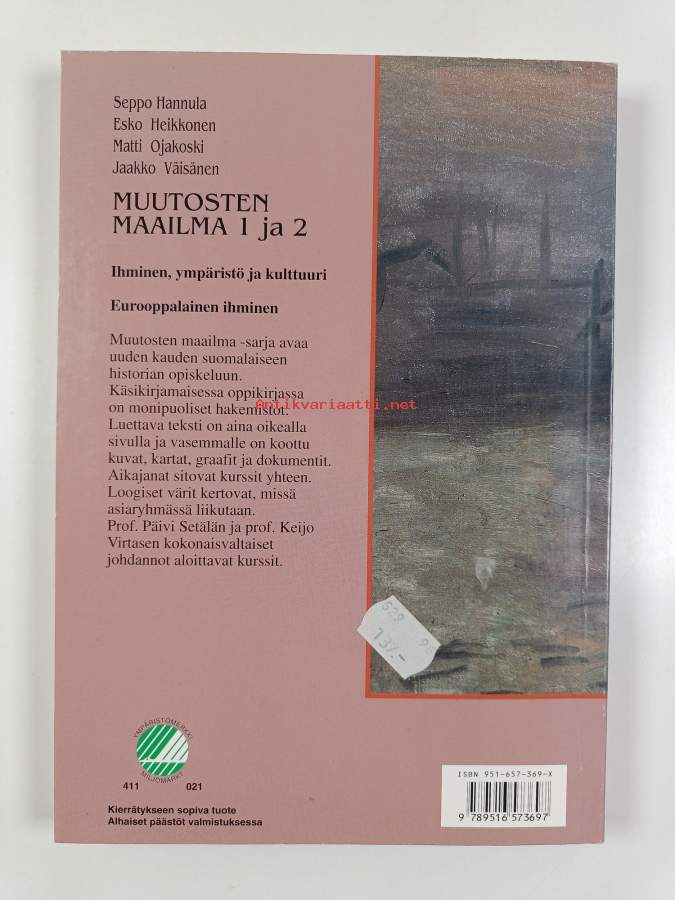 Seppo Hannula
Esko Heikkonen
Matti Ojakoski
Jaakko Väisänen
MUUTOSTEN
MAAILMA 1 ja 2
Ihminen, ympäristö ja kulttuuri
Eurooppalainen ihminen
Muutosten maailma -sarja avaa
uuden kauden suomalaiseen
historian opiskeluun.
Käsikirjamaisessa oppikirjassa
on monipuoliset hakemistot.
Antikvariaatti.net
Luettava teksti on aina oikealla
sivulla ja vasemmalle on koottu
kuvat, kartat, graafit ja dokumentit.
Aikajanat sitovat kurssit yhteen.
Loogiset värit kertovat, missä
asiaryhmässä liikutaan.
Prof. Päivi Setälän ja prof. Keijo
Virtasen kokonaisvaltaiset
johdannot aloittavat kurssit.
629 96
137,-
YMPÄRISTÖMERKKI
MILJÖMÄRKT
411 021
Kierrätykseen sopiva tuote
Alhaiset päästöt valmistuksessa
ISBN 951-657-369-X
9 789516 573697